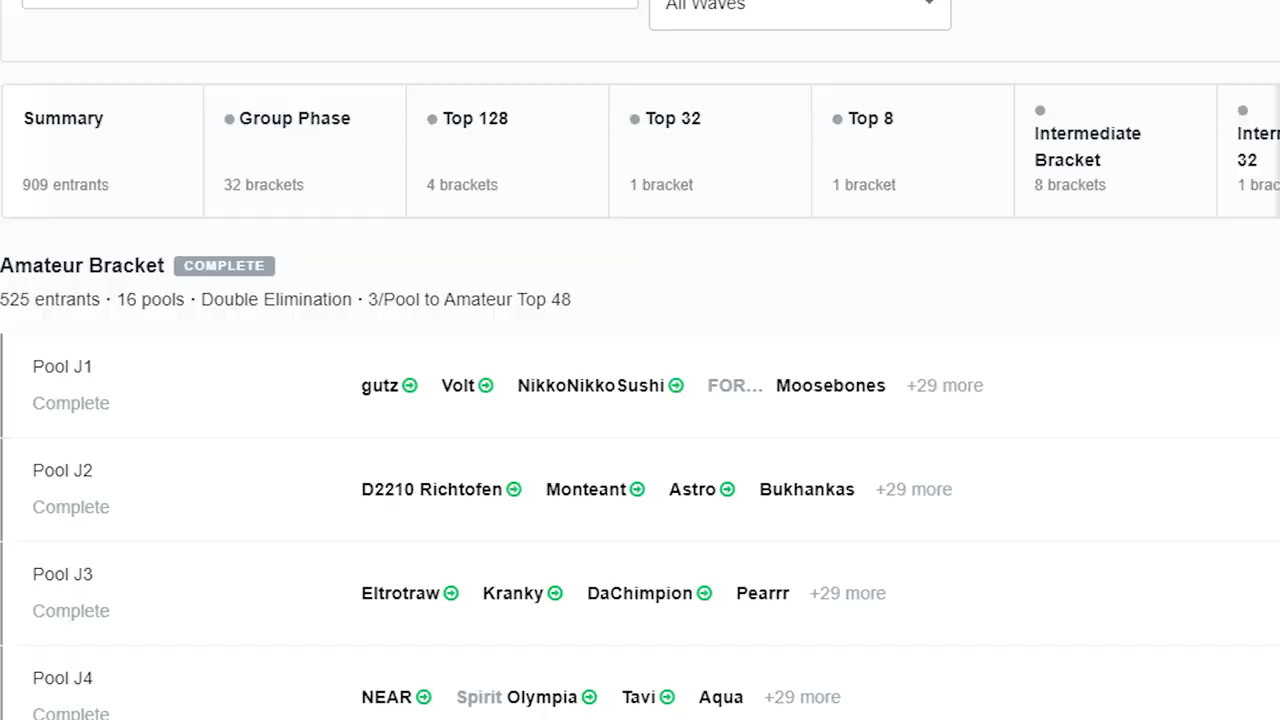 All Waves
Summary
909 entrants
Group Phase
32 brackets
Top 128
4 brackets
Top 32
1 bracket
Top 8
1 bracket
Intermediate
Bracket
8 brackets
32
Amateur Bracket COMPLETE
525 entrants · 16 pools · Double Elimination · 3/Pool to Amateur Top 48
Pool J1
Complete
gutz Volt NikkoNikkoSushi FOR... Moosebones +29 more
Pool J2
Complete
D2210 Richtofen Monteant Astro Bukhankas +29 more
Pool J3
Complete
Eltrotraw Kranky DaChimpion Pearrr +29 more
Pool J4
Complete
NEAR Spirit Olympia Tavi Aqua +29 more